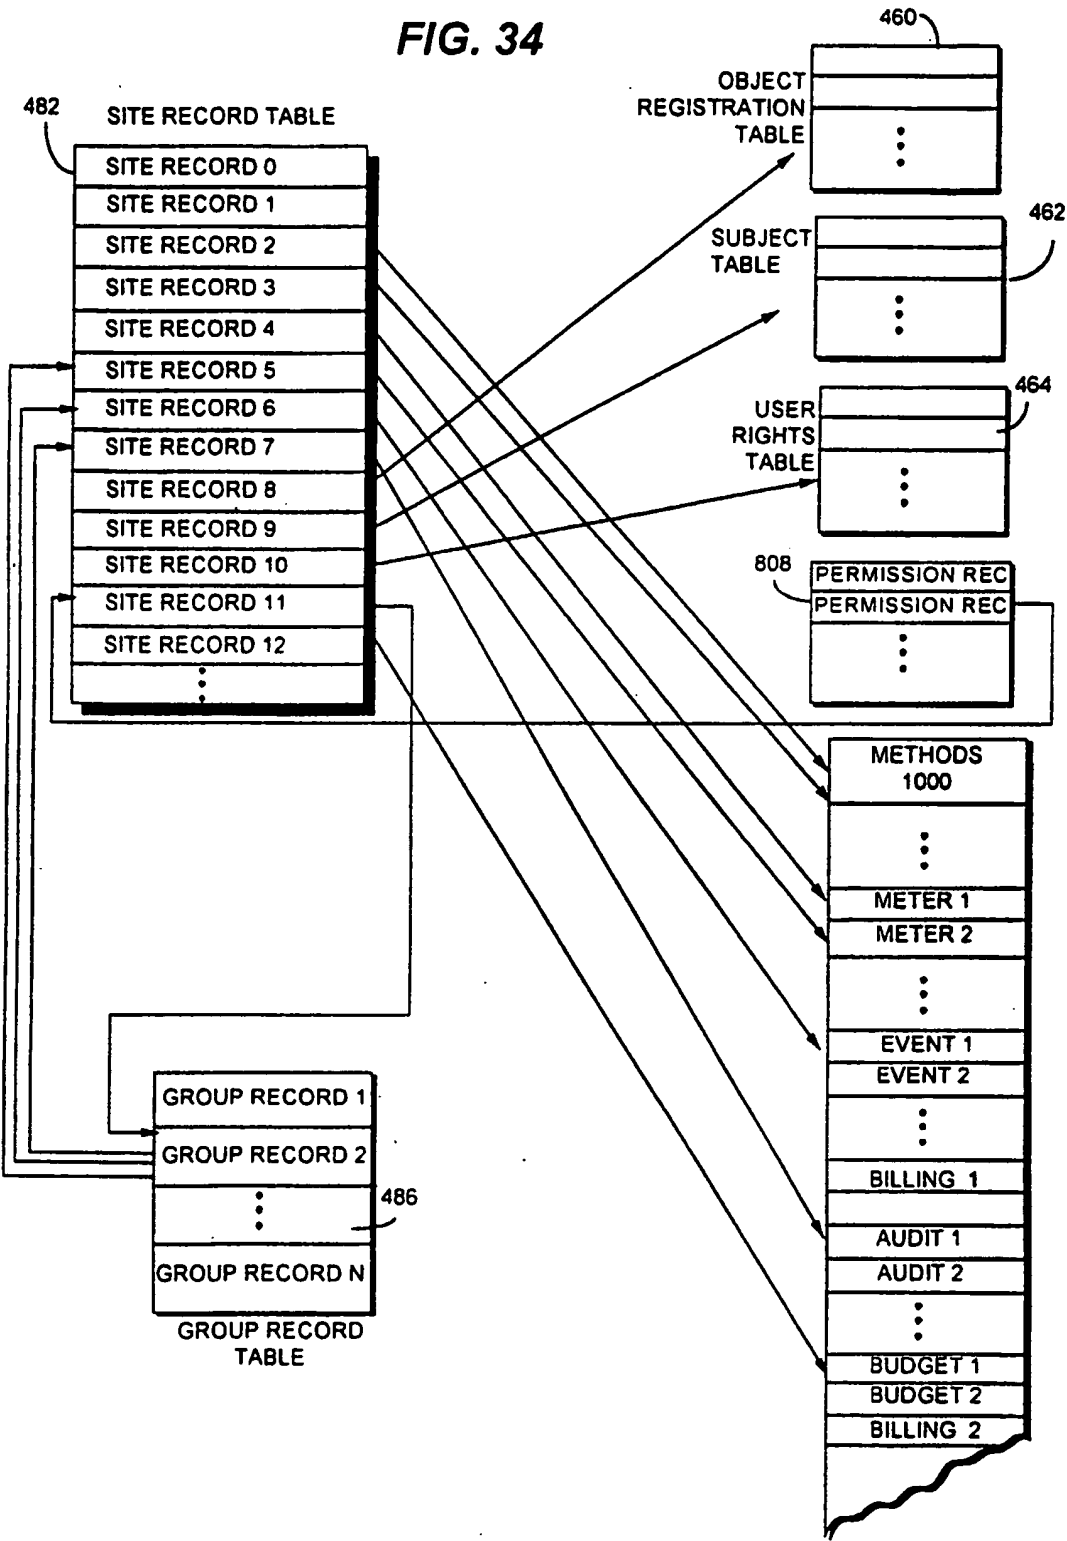 FIG. 34
482
SITE RECORD TABLE
SITE RECORD 0
SITE RECORD 1
SITE RECORD 2
SITE RECORD 3
SITE RECORD 4
SITE RECORD 5
SITE RECORD 6
SITE RECORD 7
SITE RECORD 8
SITE RECORD 9
SITE RECORD 10
SITE RECORD 11
SITE RECORD 12
460
OBJECT
REGISTRATION
TABLE
462
SUBJECT
TABLE
464
USER
RIGHTS
TABLE
808
PERMISSION REC
PERMISSION REC
METHODS
1000
METER 1
METER 2
EVENT 1
EVENT 2
BILLING 1
AUDIT 1
AUDIT 2
BUDGET 1
BUDGET 2
BILLING 2
GROUP RECORD 1
GROUP RECORD 2
486
GROUP RECORD N
GROUP RECORD
TABLE